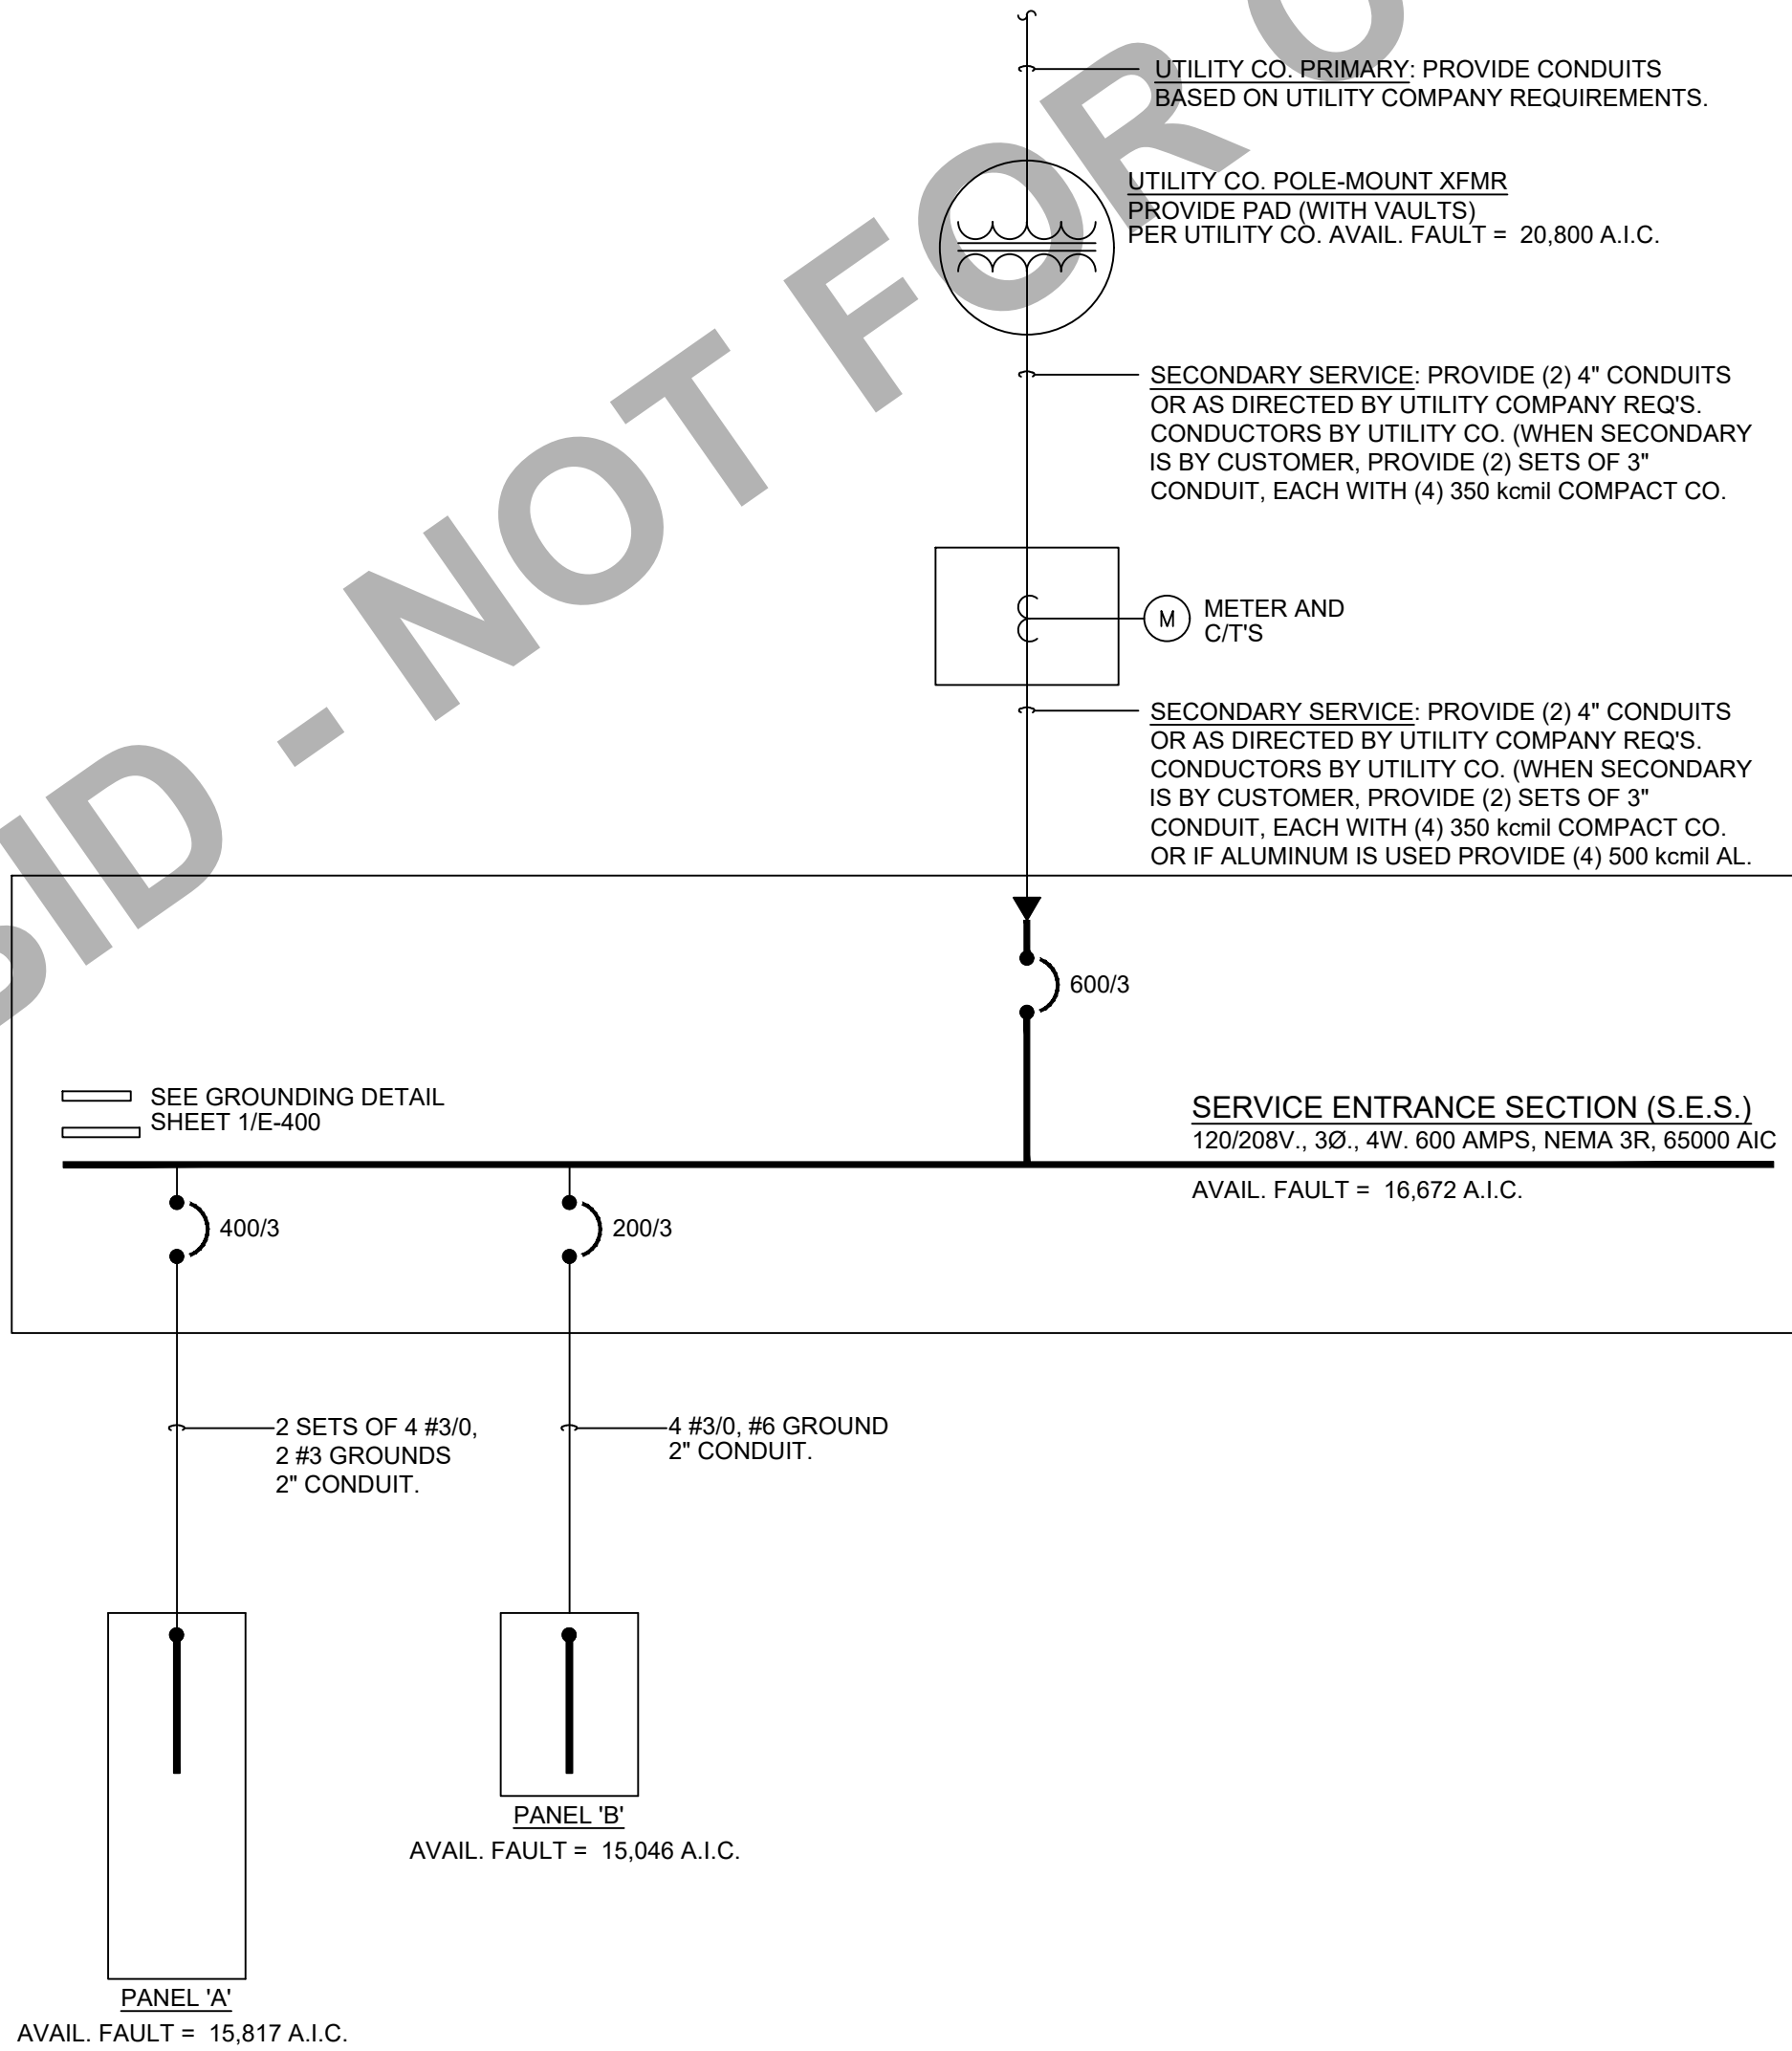 UTILITY CO. PRIMARY: PROVIDE CONDUITS
BASED ON UTILITY COMPANY REQUIREMENTS.
UTILITY CO. POLE-MOUNT XFMR
PROVIDE PAD (WITH VAULTS)
PER UTILITY CO. AVAIL. FAULT = 20,800 A.I.C.
SECONDARY SERVICE: PROVIDE (2) 4" CONDUITS
OR AS DIRECTED BY UTILITY COMPANY REQ'S.
CONDUCTORS BY UTILITY CO. (WHEN SECONDARY
IS BY CUSTOMER, PROVIDE (2) SETS OF 3"
CONDUIT, EACH WITH (4) 350 kcmil COMPACT CO.
M
METER AND
C/T'S
SECONDARY SERVICE: PROVIDE (2) 4" CONDUITS
OR AS DIRECTED BY UTILITY COMPANY REQ'S.
CONDUCTORS BY UTILITY CO. (WHEN SECONDARY
IS BY CUSTOMER, PROVIDE (2) SETS OF 3"
CONDUIT, EACH WITH (4) 350 kcmil COMPACT CO.
OR IF ALUMINUM IS USED PROVIDE (4) 500 kcmil AL.
600/3
SEE GROUNDING DETAIL
SHEET 1/E-400
SERVICE ENTRANCE SECTION (S.E.S.)
120/208V., 3Ø., 4W. 600 AMPS, NEMA 3R, 65000 AIC
AVAIL. FAULT = 16,672 A.I.C.
400/3
200/3
2 SETS OF 4 #3/0,
2 #3 GROUNDS
2" CONDUIT.
4 #3/0, #6 GROUND
2" CONDUIT.
PANEL 'B'
AVAIL. FAULT = 15,046 A.I.C.
PANEL 'A'
AVAIL. FAULT = 15,817 A.I.C.
BID - NOT FOR